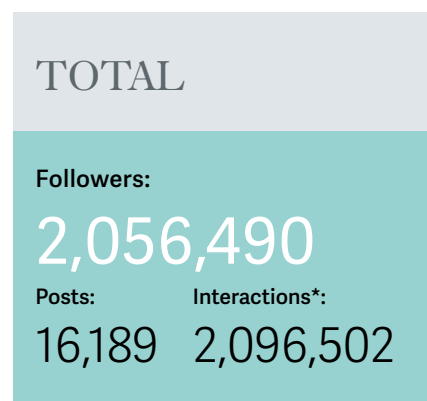 TOTAL
Followers:
2,056,490
Posts: Interactions*:
16,189 2,096,502